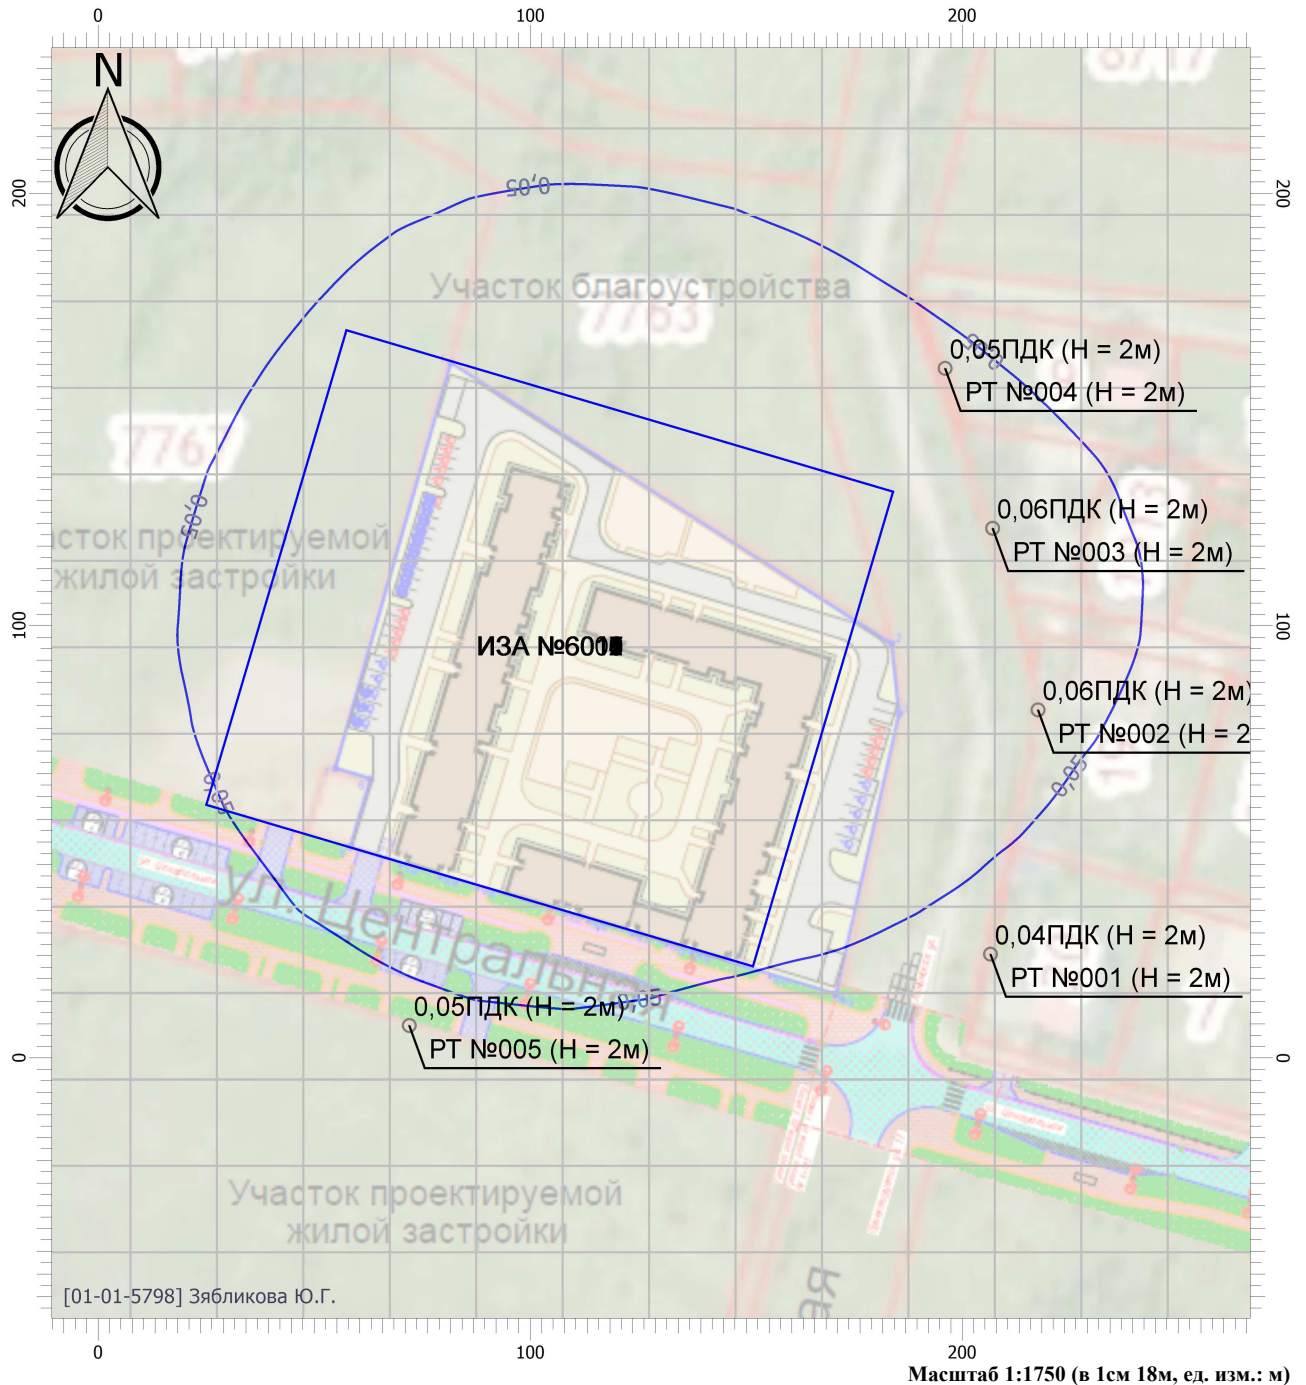 0 100 200
N
200 200
0,05
Участок благоустройства
7763
0,05ПДК (Н = 2м)
РТ №004 (Н = 2м)
0,05
0,06ПДК (Н = 2м)
РТ №003 (Н = 2м)
сток проектируемой
жилой застройки
100 100
ИЗА №6001
0,06ПДК (Н = 2м)
РТ №002 (Н = 2
0,05
0,05
ул. Центральная
0,04ПДК (Н = 2м)
РТ №001 (Н = 2м)
0,05
0,05ПДК (Н = 2м)
РТ №005 (Н = 2м)
0 0
Участок проектируемой
жилой застройки
ая
[01-01-5798] Зябликова Ю.Г.
0 100 200
Масштаб 1:1750 (в 1см 18м, ед. изм.: м)